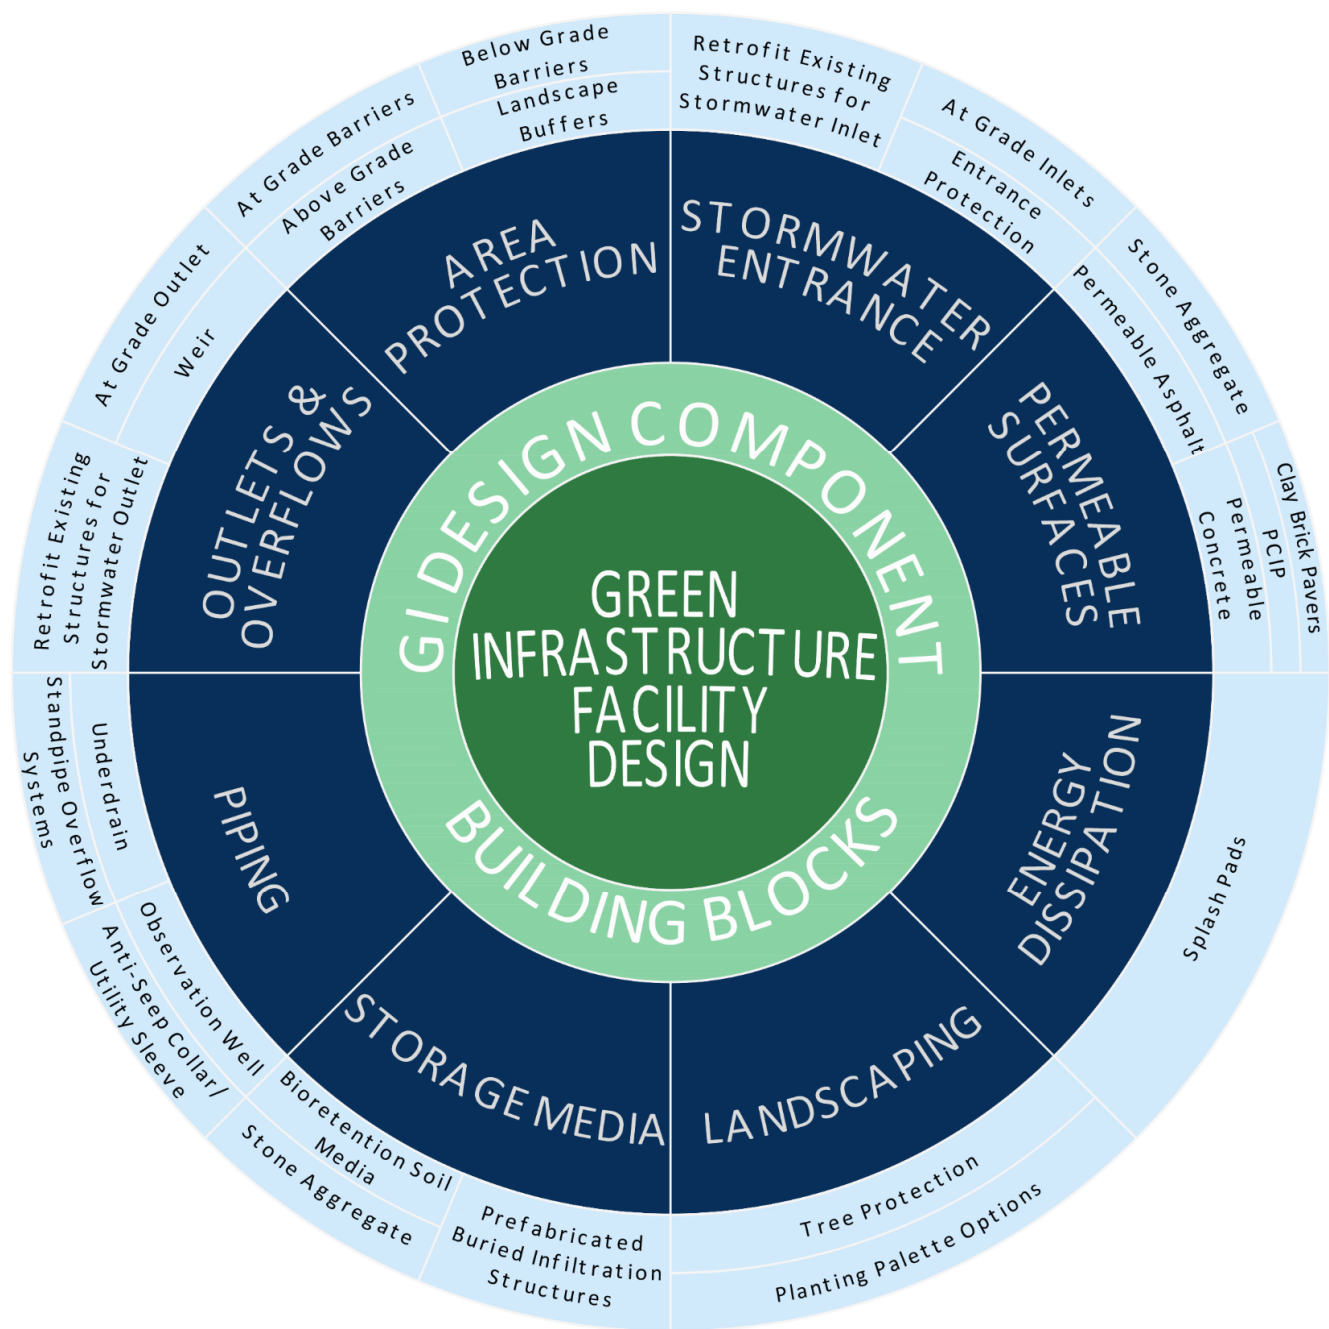 GREEN
INFRASTRUCTURE
FACILITY
DESIGN
GI DESIGN COMPONENT
BUILDING BLOCKS
STORMWATER
ENTRANCE
Retrofit Existing
Structures for
Stormwater Inlet
At Grade Inlets
Entrance
Protection
PERMEABLE
SURFACES
Stone Aggregate
Permeable Asphalt
Clay Brick Pavers
PCIP
Permeable
Concrete
ENERGY
DISSIPATION
Splash Pads
LANDSCAPING
Tree Protection
Planting Palette Options
STORAGE MEDIA
Prefabricated
Buried Infiltration
Structures
Bioretention Soil
Media
Stone Aggregate
PIPING
Observation Well
Anti-Seep Collar/
Utility Sleeve
Underdrain
Standpipe Overflow
Systems
OUTLETS &
OVERFLOWS
Retrofit Existing
Structures for
Stormwater Outlet
At Grade Outlet
Weir
AREA
PROTECTION
At Grade Barriers
Above Grade
Barriers
Below Grade
Barriers
Landscape
Buffers